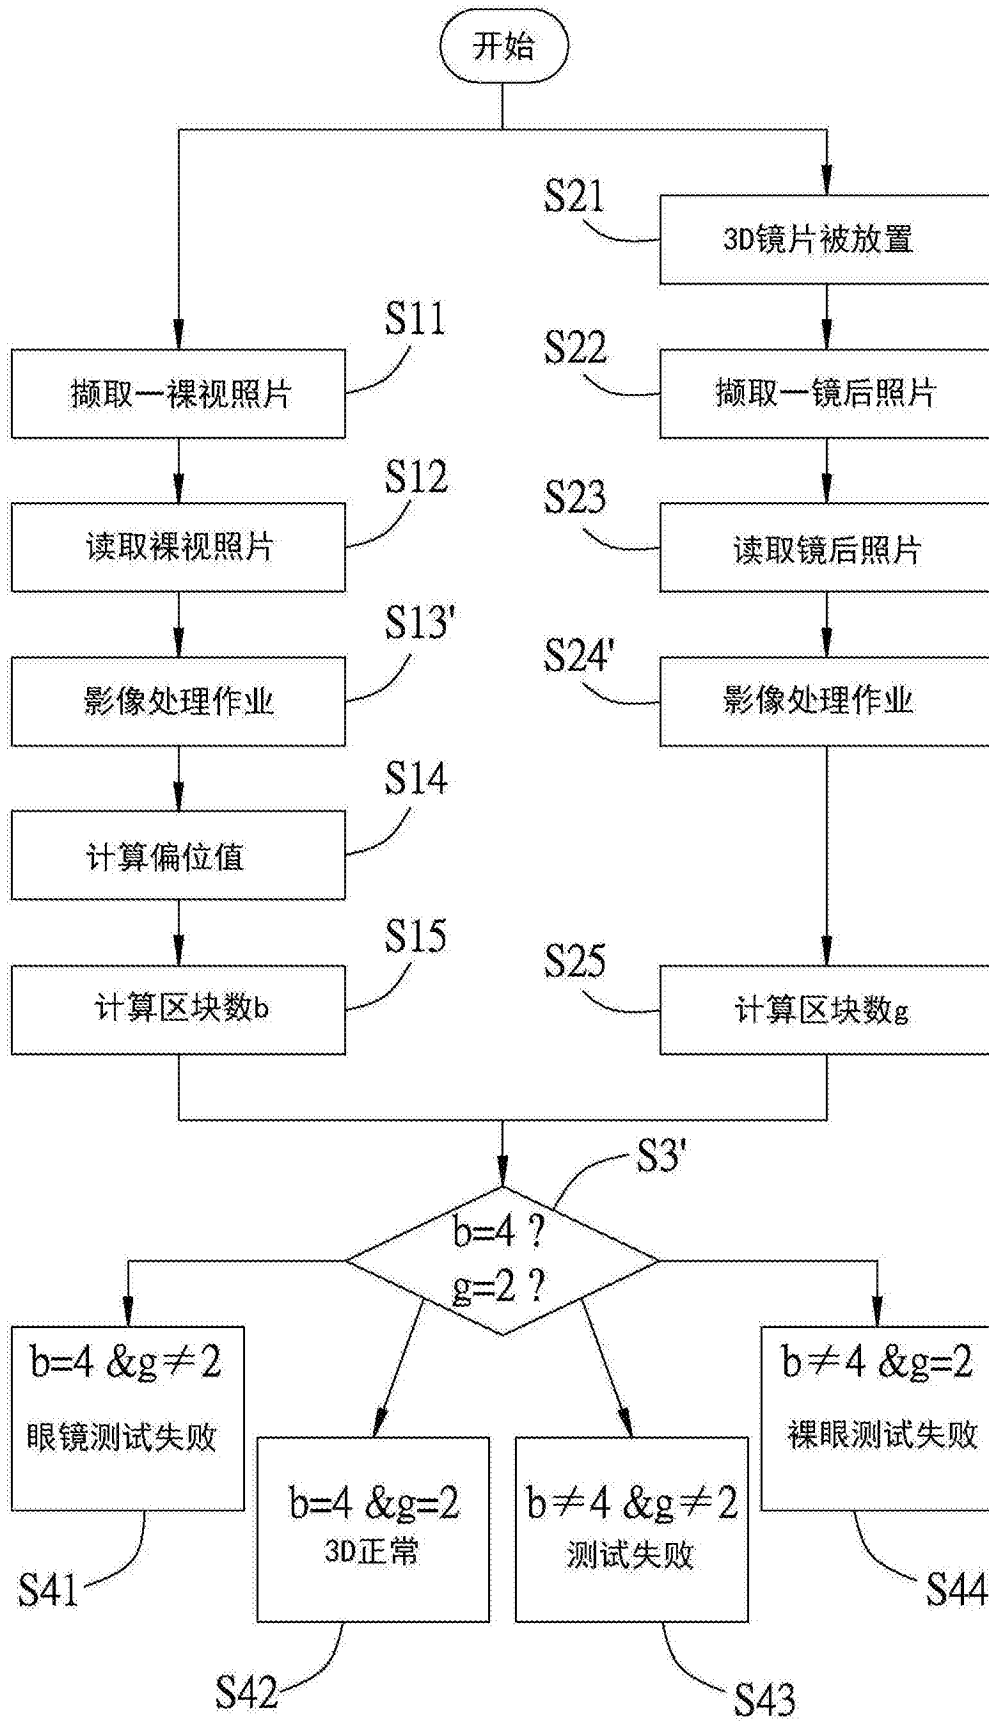 开始
S21
3D镜片被放置
S11
撷取一裸视照片
S22
撷取一镜后照片
S12
读取裸视照片
S23
读取镜后照片
S13'
影像处理作业
S24'
影像处理作业
S14
计算偏位值
S15
计算区块数b
S25
计算区块数g
S3'
b=4 ?
g=2 ?
b=4 &g≠2
眼镜测试失败
b≠4 &g=2
裸眼测试失败
b=4 &g=2
3D正常
b≠4 &g≠2
测试失败
S41
S44
S42
S43